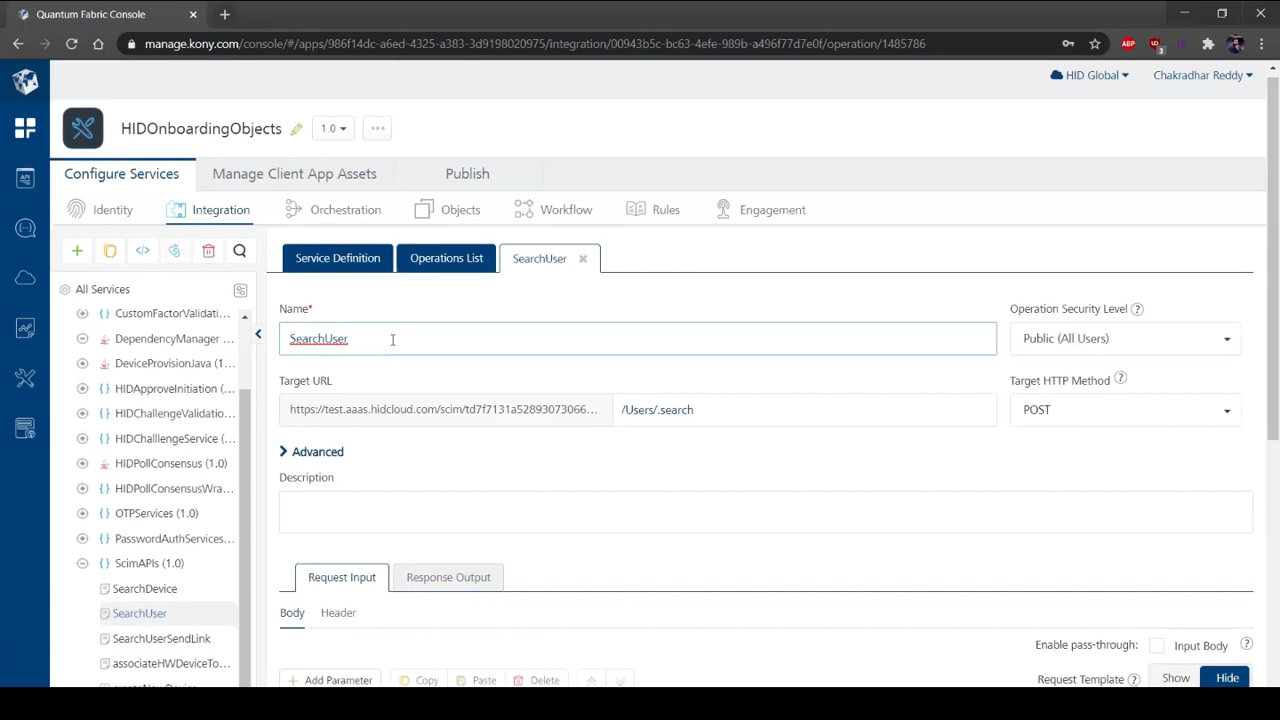 Quantum Fabric Console
manage.kony.com/console/#/apps/986f14dc-a6ed-4325-a383-3d9198020975/integration/00943b5c-bc63-4efe-989b-a496f77d7e0f/operation/1485786
ABP
3
HID Global
Chakradhar Reddy
HIDOnboardingObjects
1.0
Configure Services
Manage Client App Assets
Publish
Identity
Integration
Orchestration
Objects
Workflow
Rules
Engagement
API
All Services
CustomFactorValidati...
DependencyManager ...
DeviceProvisionJava (1...
HIDApproveInitiation (...
HIDChallengeValidatio...
HIDChallengeService (...
HIDPollConsensus (1.0)
HIDPollConsensusWra...
OTPServices (1.0)
PasswordAuthServices...
ScimAPIs (1.0)
SearchDevice
SearchUser
SearchUserSendLink
associateHWDeviceTo...
Service Definition
Operations List
SearchUser
Name*
SearchUser
Operation Security Level
Public (All Users)
Target URL
https://test.aaas.hidcloud.com/scim/td7f7131a52893073066...
/Users/.search
Target HTTP Method
POST
Advanced
Description
Request Input
Response Output
Body
Header
Enable pass-through:
Input Body
Add Parameter
Copy
Paste
Delete
Request Template
Show
Hide